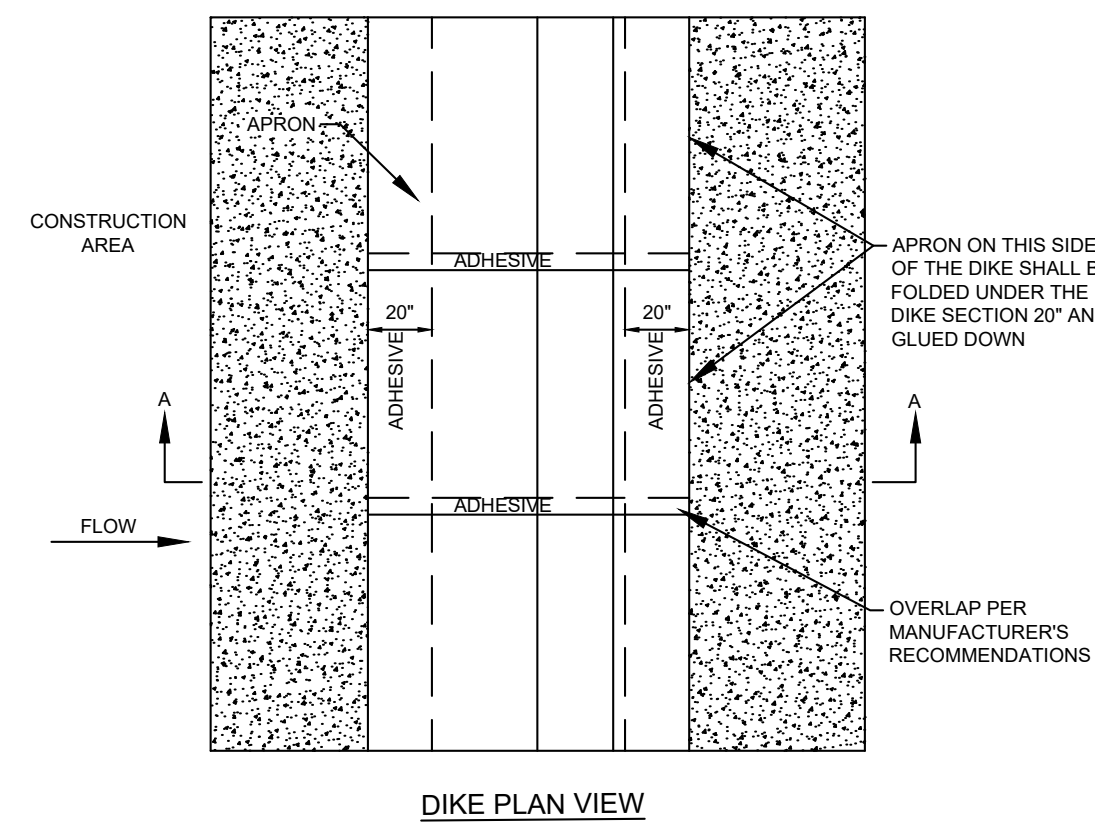 APRON
CONSTRUCTION
AREA
ADHESIVE
APRON ON THIS SIDE
OF THE DIKE SHALL B
FOLDED UNDER THE
DIKE SECTION 20" AN
GLUED DOWN
20"
20"
ADHESIVE
ADHESIVE
A
A
ADHESIVE
FLOW
OVERLAP PER
MANUFACTURER'S
RECOMMENDATIONS
DIKE PLAN VIEW